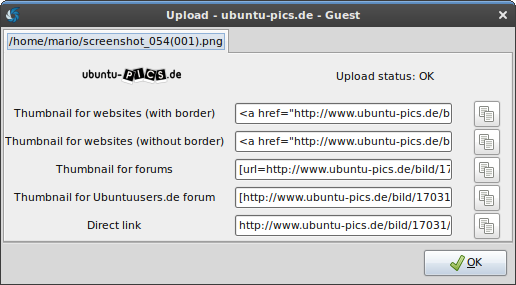 Upload - ubuntu-pics.de - Guest
/home/mario/screenshot_054(001).png
ubuntu-PICS.de
Upload status: OK
Thumbnail for websites (with border) <a href="http://www.ubuntu-pics.de/b
Thumbnail for websites (without border) <a href="http://www.ubuntu-pics.de/b
Thumbnail for forums [url=http://www.ubuntu-pics.de/bild/17
Thumbnail for Ubuntuusers.de forum [http://www.ubuntu-pics.de/bild/17031
Direct link http://www.ubuntu-pics.de/bild/17031/
OK